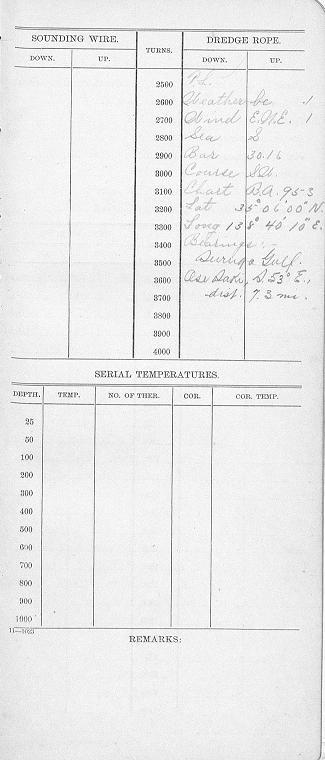 SOUNDING WIRE. TURNS. DREDGE ROPE.
DOWN. UP. DOWN. UP.
2500 P.L.
2600 Weather bc. 1
2700 Wind E.N.E. 1
2800 Sea S
2900 Bar 30.16
3000 Course S.W.
3100 Chart B.A. 953
3200 Lat 35° 06' 00" N.
3300 Long 138° 40' 10" E.
3400 Bearings:-
3500 Suruga Gulf.
3600 Ose Saki, S. 53° E.,
3700 dist. 7.3 mi.
3800
3900
4000
SERIAL TEMPERATURES.
DEPTH. TEMP. NO. OF THER. COR. COR. TEMP.
25
50
100
200
300
400
500
600
700
800
900
1000
11—1023
REMARKS: